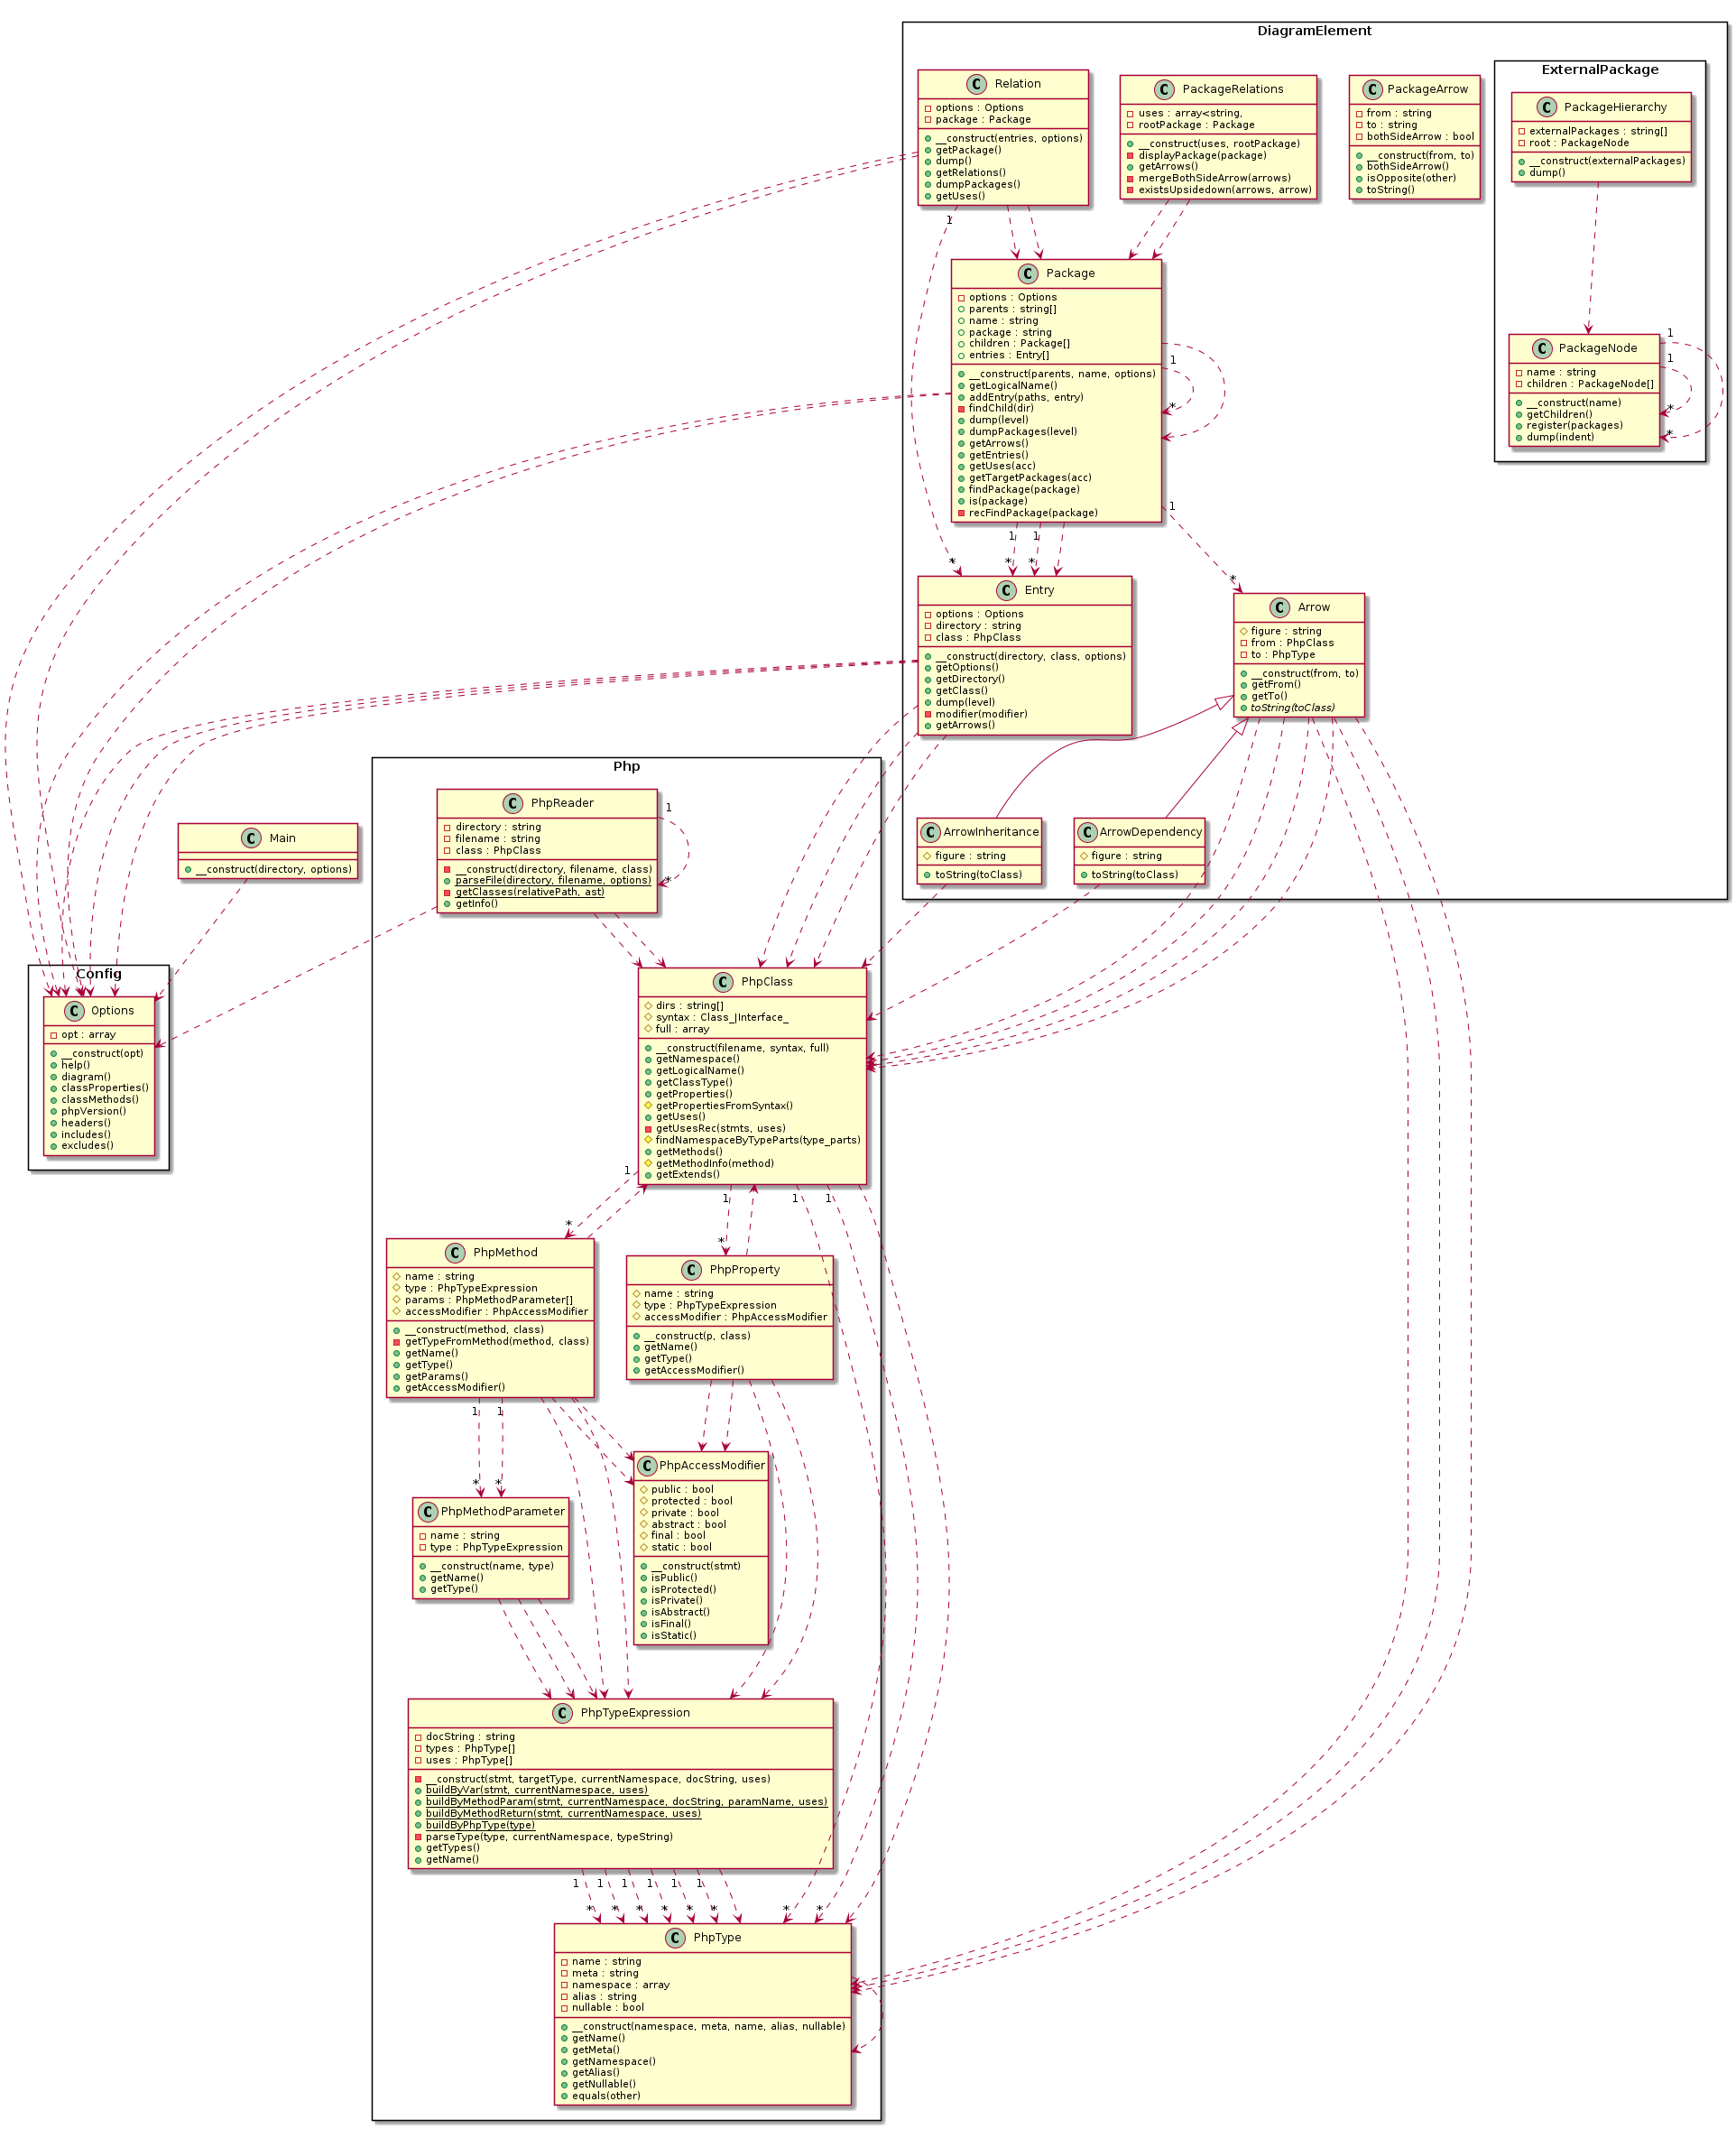 DiagramElement
ExternalPackage
C Relation
options : Options
package : Package
__construct(entries, options)
getPackage()
dump()
getRelations()
dumpPackages()
getUses()
C PackageRelations
uses : array<string,
rootPackage : Package
__construct(uses, rootPackage)
displayPackage(package)
getArrows()
mergeBothSideArrow(arrows)
existsUpsidedown(arrows, arrow)
C PackageArrow
from : string
to : string
bothSideArrow : bool
__construct(from, to)
bothSideArrow()
isOpposite(other)
toString()
C PackageHierarchy
externalPackages : string[]
root : PackageNode
__construct(externalPackages)
dump()
1
C Package
options : Options
parents : string[]
name : string
package : string
children : Package[]
entries : Entry[]
__construct(parents, name, options)
getLogicalName()
addEntry(paths, entry)
findChild(dir)
dump(level)
dumpPackages(level)
getArrows()
getEntries()
getUses(acc)
getTargetPackages(acc)
findPackage(package)
is(package)
recFindPackage(package)
1
*
C PackageNode
name : string
children : PackageNode[]
__construct(name)
getChildren()
register(packages)
dump(indent)
1
1
*
*
1
1
1
*
*
*
*
C Entry
options : Options
directory : string
class : PhpClass
__construct(directory, class, options)
getOptions()
getDirectory()
getClass()
dump(level)
modifier(modifier)
getArrows()
C Arrow
figure : string
from : PhpClass
to : PhpType
__construct(from, to)
getFrom()
getTo()
toString(toClass)
C ArrowInheritance
figure : string
toString(toClass)
C ArrowDependency
figure : string
toString(toClass)
Php
C PhpReader
directory : string
filename : string
class : PhpClass
__construct(directory, filename, class)
parseFile(directory, filename, options)
getClasses(relativePath, ast)
getInfo()
1
*
C Main
__construct(directory, options)
Config
C Options
opt : array
__construct(opt)
help()
diagram()
classProperties()
classMethods()
phpVersion()
headers()
includes()
excludes()
C PhpClass
dirs : string[]
syntax : Class_|Interface_
full : array
__construct(filename, syntax, full)
getNamespace()
getLogicalName()
getClassType()
getProperties()
getPropertiesFromSyntax()
getUses()
getUsesRec(stmts, uses)
findNamespaceByTypeParts(type_parts)
getMethods()
getMethodInfo(method)
getExtends()
1
1
1
1
*
*
C PhpMethod
name : string
type : PhpTypeExpression
params : PhpMethodParameter[]
accessModifier : PhpAccessModifier
__construct(method, class)
getTypeFromMethod(method, class)
getName()
getType()
getParams()
getAccessModifier()
C PhpProperty
name : string
type : PhpTypeExpression
accessModifier : PhpAccessModifier
__construct(p, class)
getName()
getType()
getAccessModifier()
1
1
*
*
C PhpAccessModifier
public : bool
protected : bool
private : bool
abstract : bool
final : bool
static : bool
__construct(stmt)
isPublic()
isProtected()
isPrivate()
isAbstract()
isFinal()
isStatic()
C PhpMethodParameter
name : string
type : PhpTypeExpression
__construct(name, type)
getName()
getType()
C PhpTypeExpression
docString : string
types : PhpType[]
uses : PhpType[]
__construct(stmt, targetType, currentNamespace, docString, uses)
buildByVar(stmt, currentNamespace, uses)
buildByMethodParam(stmt, currentNamespace, docString, paramName, uses)
buildByMethodReturn(stmt, currentNamespace, uses)
buildByPhpType(type)
parseType(type, currentNamespace, typeString)
getTypes()
getName()
1 1 1 1 1 1
* * * * * * * *
C PhpType
name : string
meta : string
namespace : array
alias : string
nullable : bool
__construct(namespace, meta, name, alias, nullable)
getName()
getMeta()
getNamespace()
getAlias()
getNullable()
equals(other)